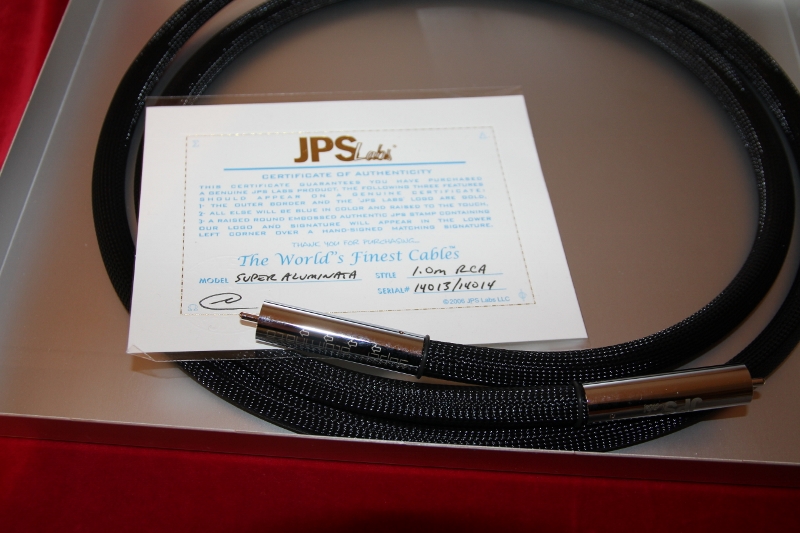 JPS Labs
CERTIFICATE OF AUTHENTICITY
THIS CERTIFICATE GUARANTEES YOU HAVE PURCHASED
A GENUINE JPS LABS PRODUCT. THE FOLLOWING THREE FEATURES
SHOULD APPEAR ON A GENUINE CERTIFICATE:
1- THE OUTER BORDER AND THE JPS LABS LOGO ARE GOLD.
2- ALL ELSE WILL BE BLUE IN COLOR AND RAISED TO THE TOUCH.
3- A RAISED ROUND EMBOSSED AUTHENTIC JPS STAMP CONTAINING
OUR LOGO AND SIGNATURE WILL APPEAR IN THE LOWER
LEFT CORNER OVER A HAND-SIGNED MATCHING SIGNATURE.
THANK YOU FOR PURCHASING...
The World"s Finest Cables™
MODEL SUPER ALUMINATA STYLE 1.0m RCA
SERIAL# 14013/14014
©2006 JPS Labs LLC